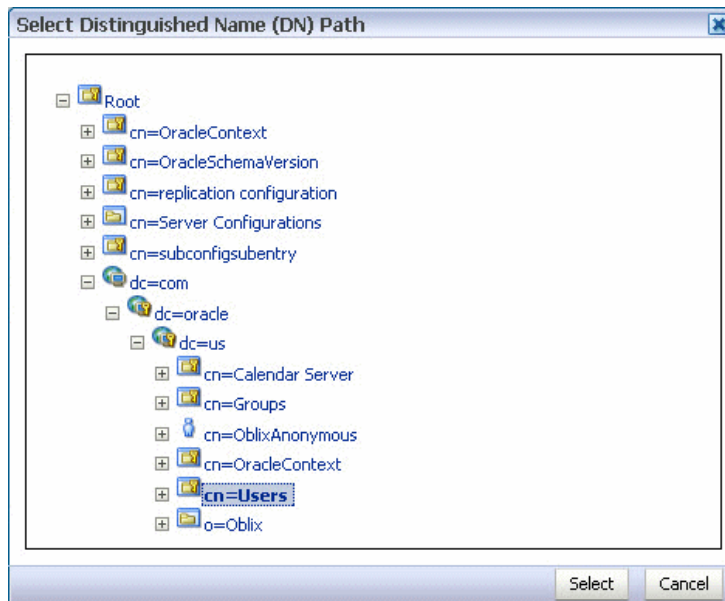 Select Distinguished Name (DN) Path
Root
cn=OracleContext
cn=OracleSchemaVersion
cn=replication configuration
cn=Server Configurations
cn=subconfigsubentry
dc=com
dc=oracle
dc=us
cn=Calendar Server
cn=Groups
cn=OblixAnonymous
cn=OracleContext
cn=Users
o=Oblix
Select Cancel